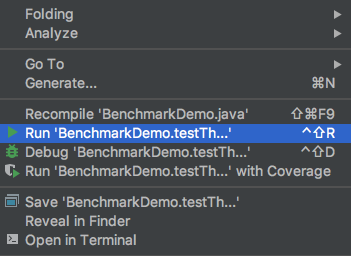 Folding
Analyze
Go To
Generate... ⌘N
Recompile 'BenchmarkDemo.java' ⇧⌘F9
Run 'BenchmarkDemo.testTh...' ^⇧R
Debug 'BenchmarkDemo.testTh...' ^⇧D
Run 'BenchmarkDemo.testTh...' with Coverage
Save 'BenchmarkDemo.testTh...'
Reveal in Finder
Open in Terminal